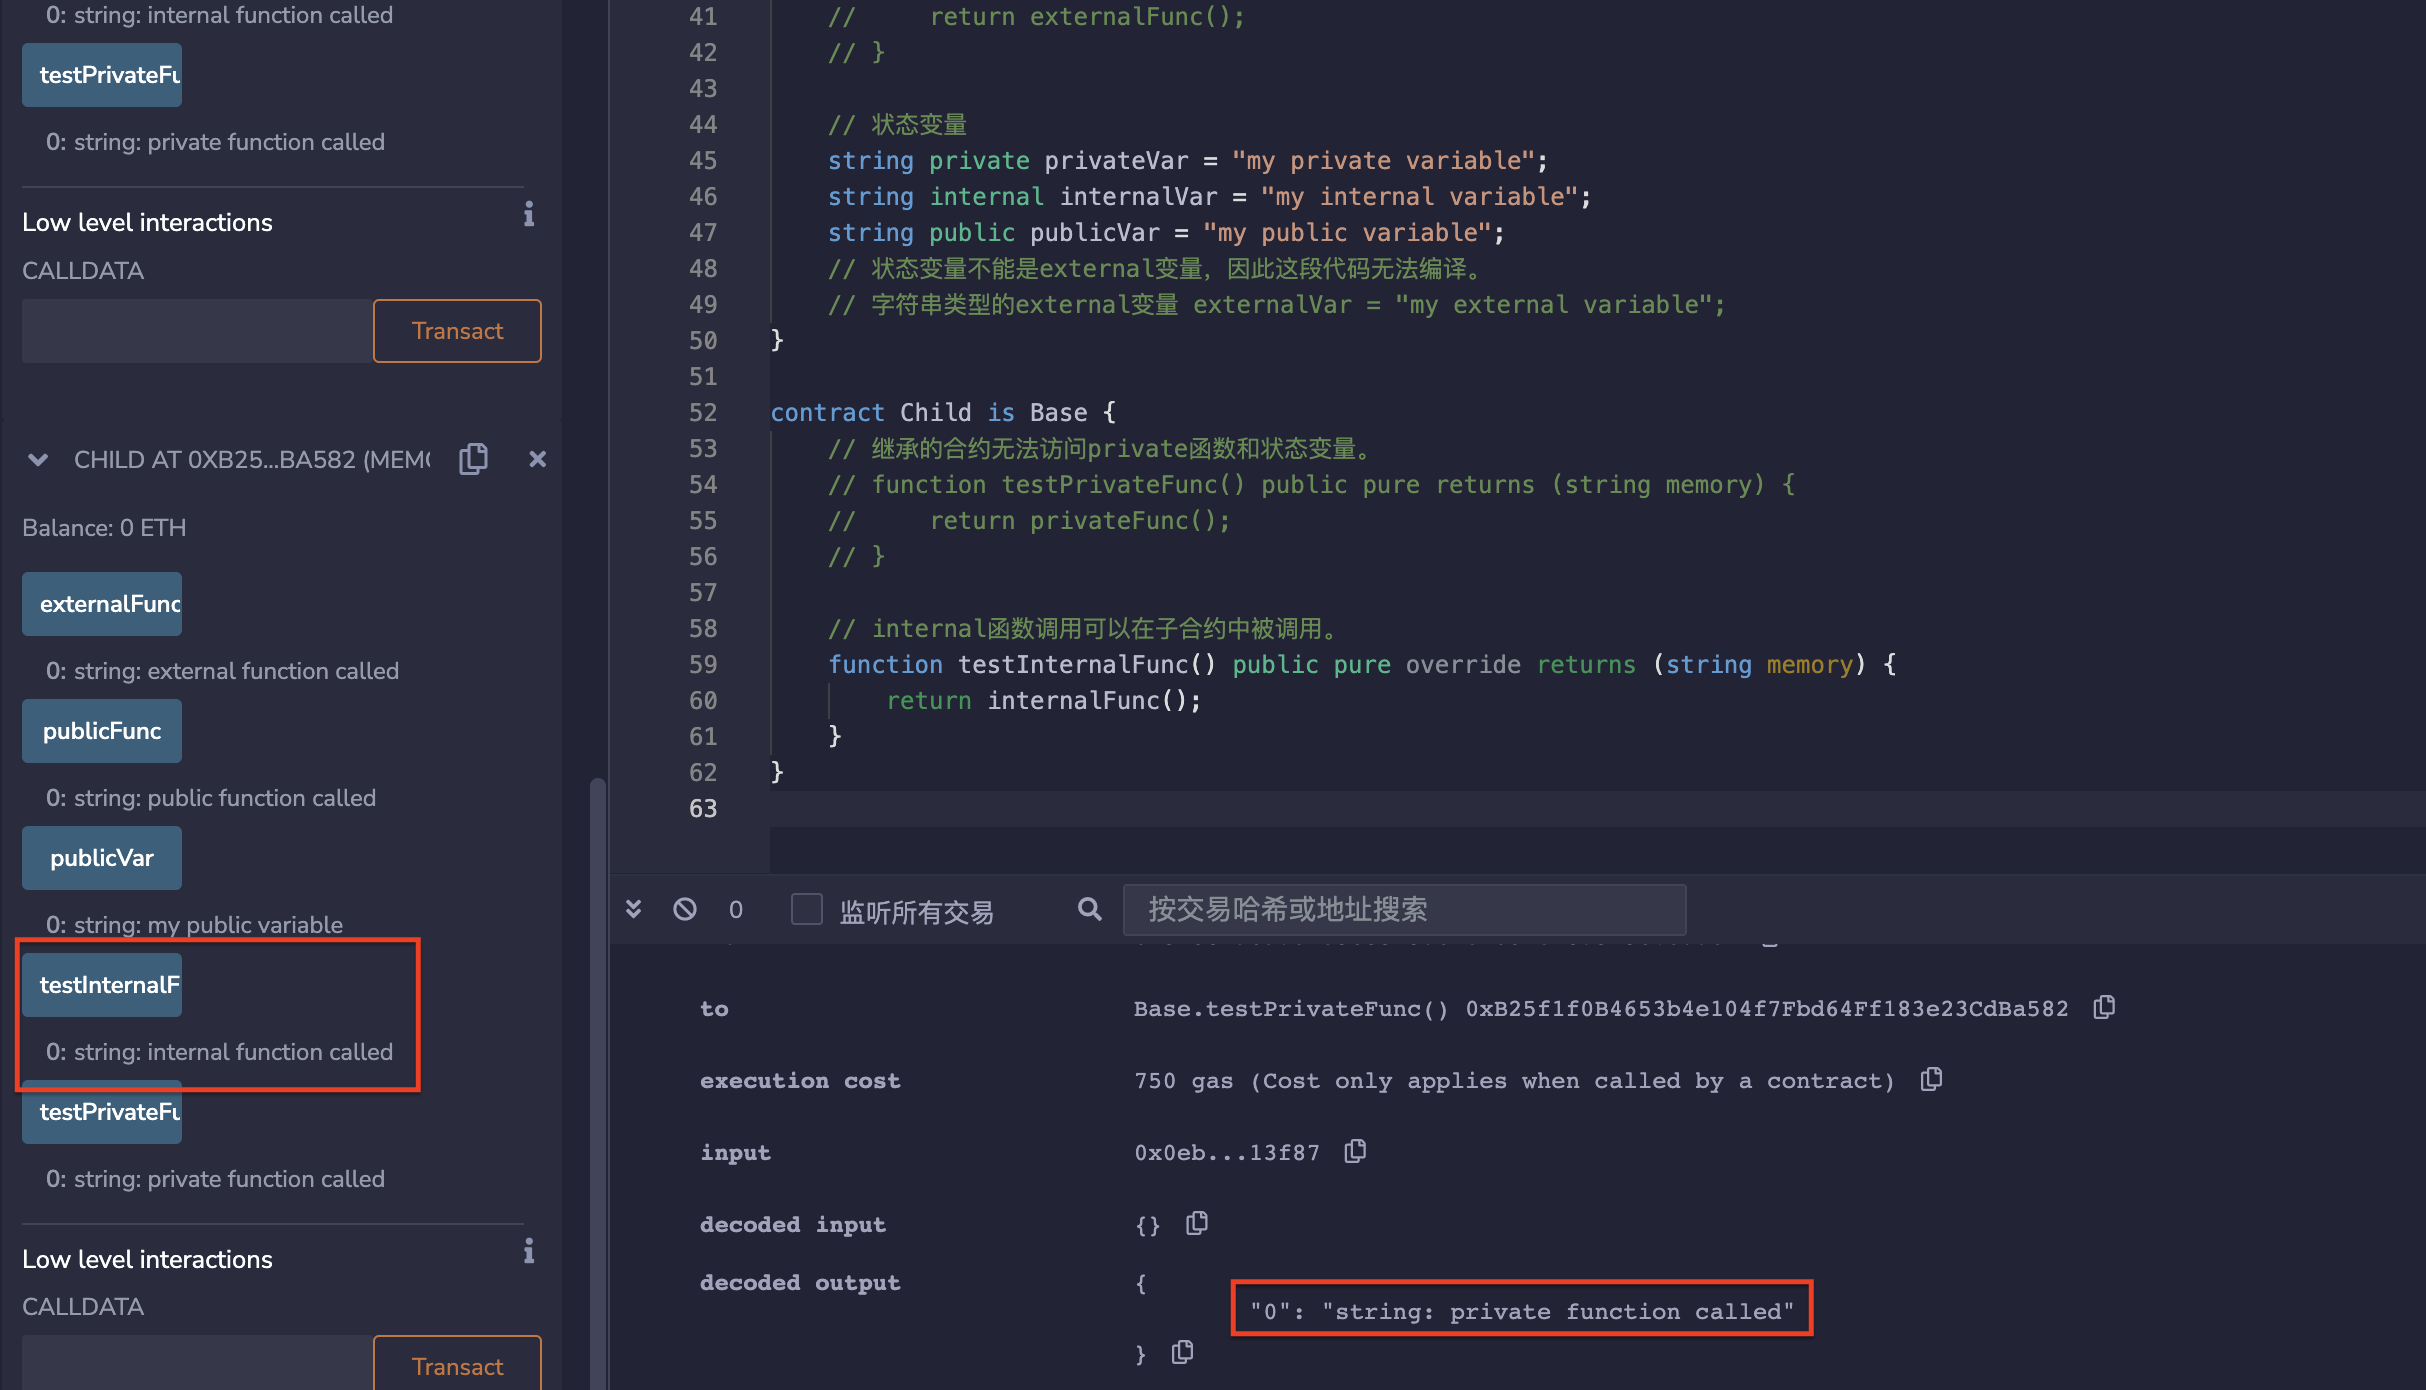 0: string: internal function called
testPrivateFu
0: string: private function called
Low level interactions
CALLDATA
Transact
CHILD AT 0XB25...BA582 (MEMO
Balance: 0 ETH
externalFunc
0: string: external function called
publicFunc
0: string: public function called
publicVar
0: string: my public variable
testInternalF
0: string: internal function called
testPrivateFu
0: string: private function called
Low level interactions
CALLDATA
Transact
41 //     return externalFunc();
42 // }
43
44 // 状态变量
45 string private privateVar = "my private variable";
46 string internal internalVar = "my internal variable";
47 string public publicVar = "my public variable";
48 // 状态变量不能是external变量，因此这段代码无法编译。
49 // 字符串类型的external变量 externalVar = "my external variable";
50 }
51
52 contract Child is Base {
53 // 继承的合约无法访问private函数和状态变量。
54 // function testPrivateFunc() public pure returns (string memory) {
55 //     return privateFunc();
56 // }
57
58 // internal函数调用可以在子合约中被调用。
59 function testInternalFunc() public pure override returns (string memory) {
60 return internalFunc();
61 }
62 }
63
0 监听所有交易 按交易哈希或地址搜索
to Base.testPrivateFunc() 0xB25f1f0B4653b4e104f7Fbd64Ff183e23CdBa582
execution cost 750 gas (Cost only applies when called by a contract)
input 0x0eb...13f87
decoded input {}
decoded output {
"0": "string: private function called"
}